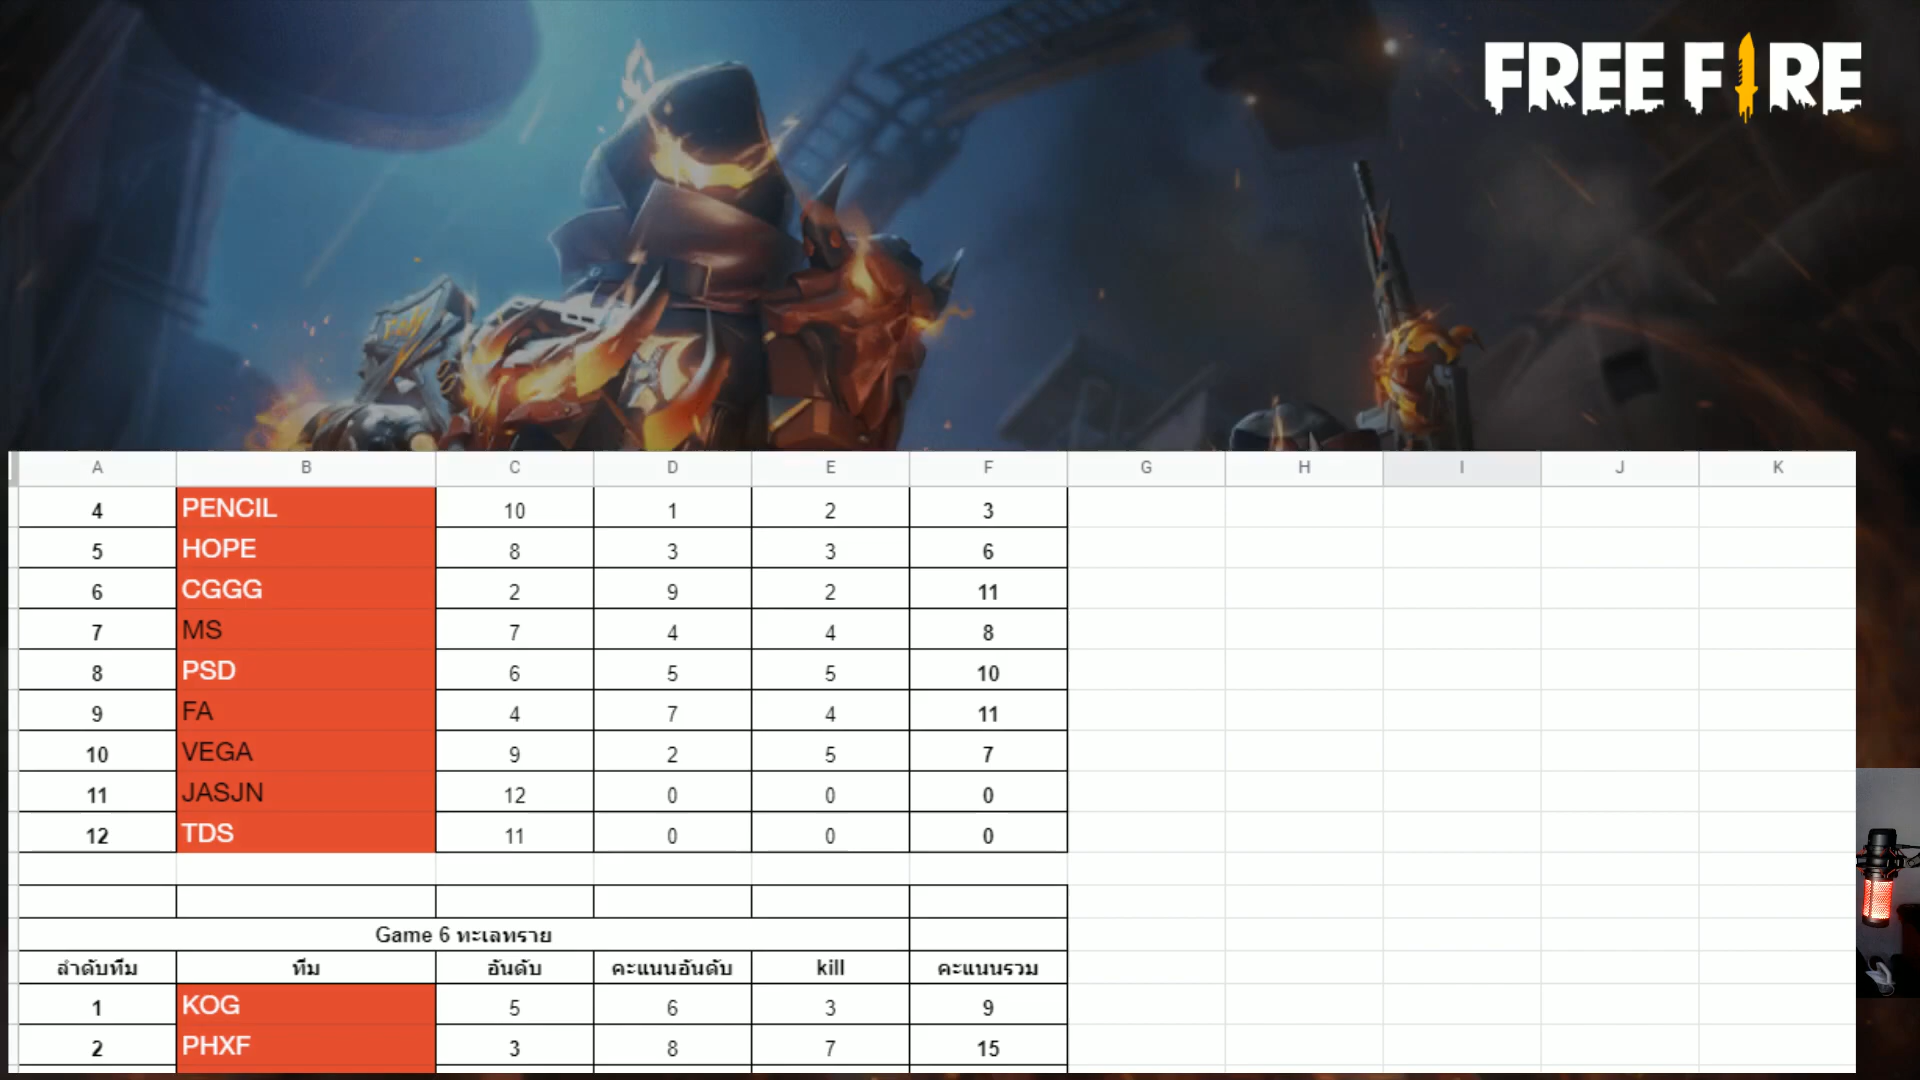 FREE FIRE
A B C D E F G H I J K
4 PENCIL 10 1 2 3
5 HOPE 8 3 3 6
6 CGGG 2 9 2 11
7 MS 7 4 4 8
8 PSD 6 5 5 10
9 FA 4 7 4 11
10 VEGA 9 2 5 7
11 JASJN 12 0 0 0
12 TDS 11 0 0 0
Game 6 ทะเลทราย
ลำดับทีม ทีม อันดับ คะแนนอันดับ kill คะแนนรวม
1 KOG 5 6 3 9
2 PHXF 3 8 7 15